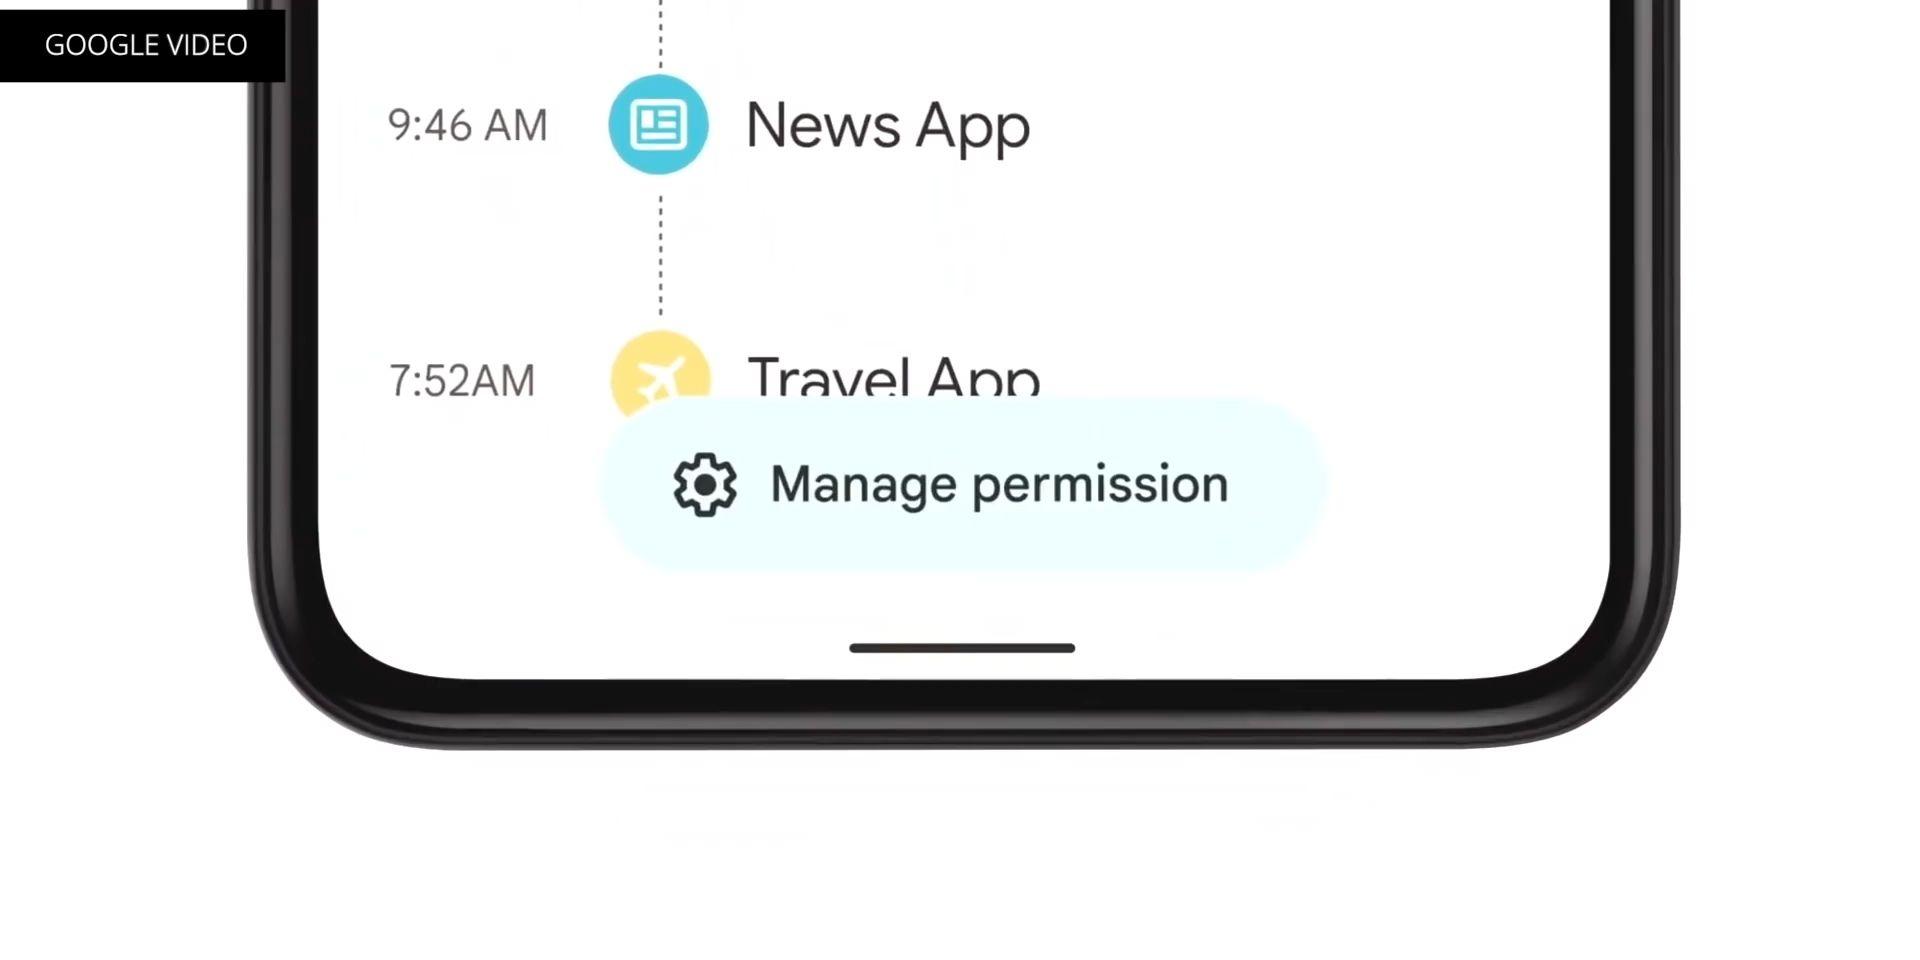 GOOGLE VIDEO
9:46 AM News App
7:52AM Travel App
Manage permission